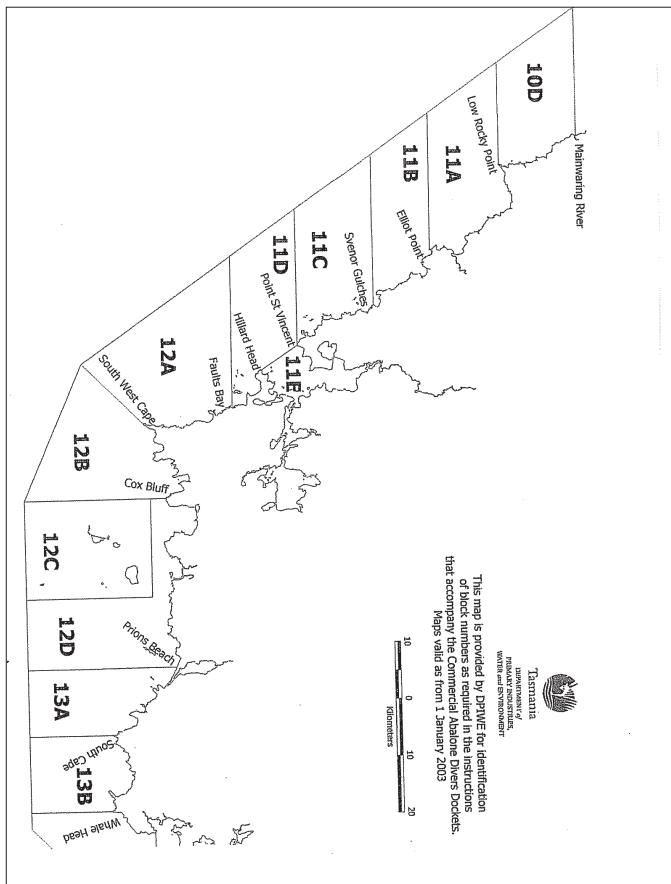 10D
Mainwaring River
Low Rocky Point
11A
11B
Elliot Point
11C
Svenor Gulches
11D
Point St Vincent
11E
Hillard Head
12A
Faults Bay
South West Cape
12B
Cox Bluff
12C
12D
Prions Beach
13A
South Cape
13B
Whale Head
Tasmania
DEPARTMENT of
PRIMARY INDUSTRIES,
WATER and ENVIRONMENT
This map is provided by DPIWE for identification
of block numbers as required in the instructions
that accompany the Commercial Abalone Divers Dockets.
Maps valid as from 1 January 2003
10 0 10 20
Kilometers